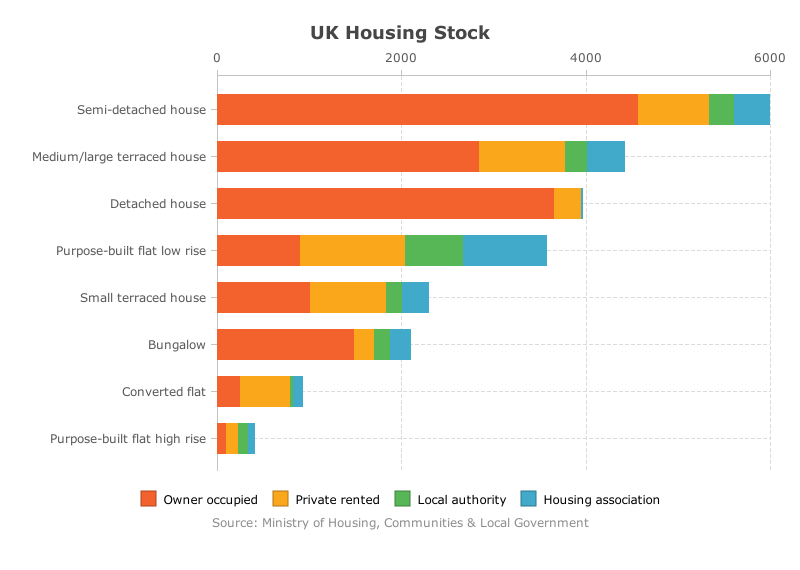 UK Housing Stock
0 2000 4000 6000
Semi-detached house
Medium/large terraced house
Detached house
Purpose-built flat low rise
Small terraced house
Bungalow
Converted flat
Purpose-built flat high rise
Owner occupied Private rented Local authority Housing association
Source: Ministry of Housing, Communities & Local Government